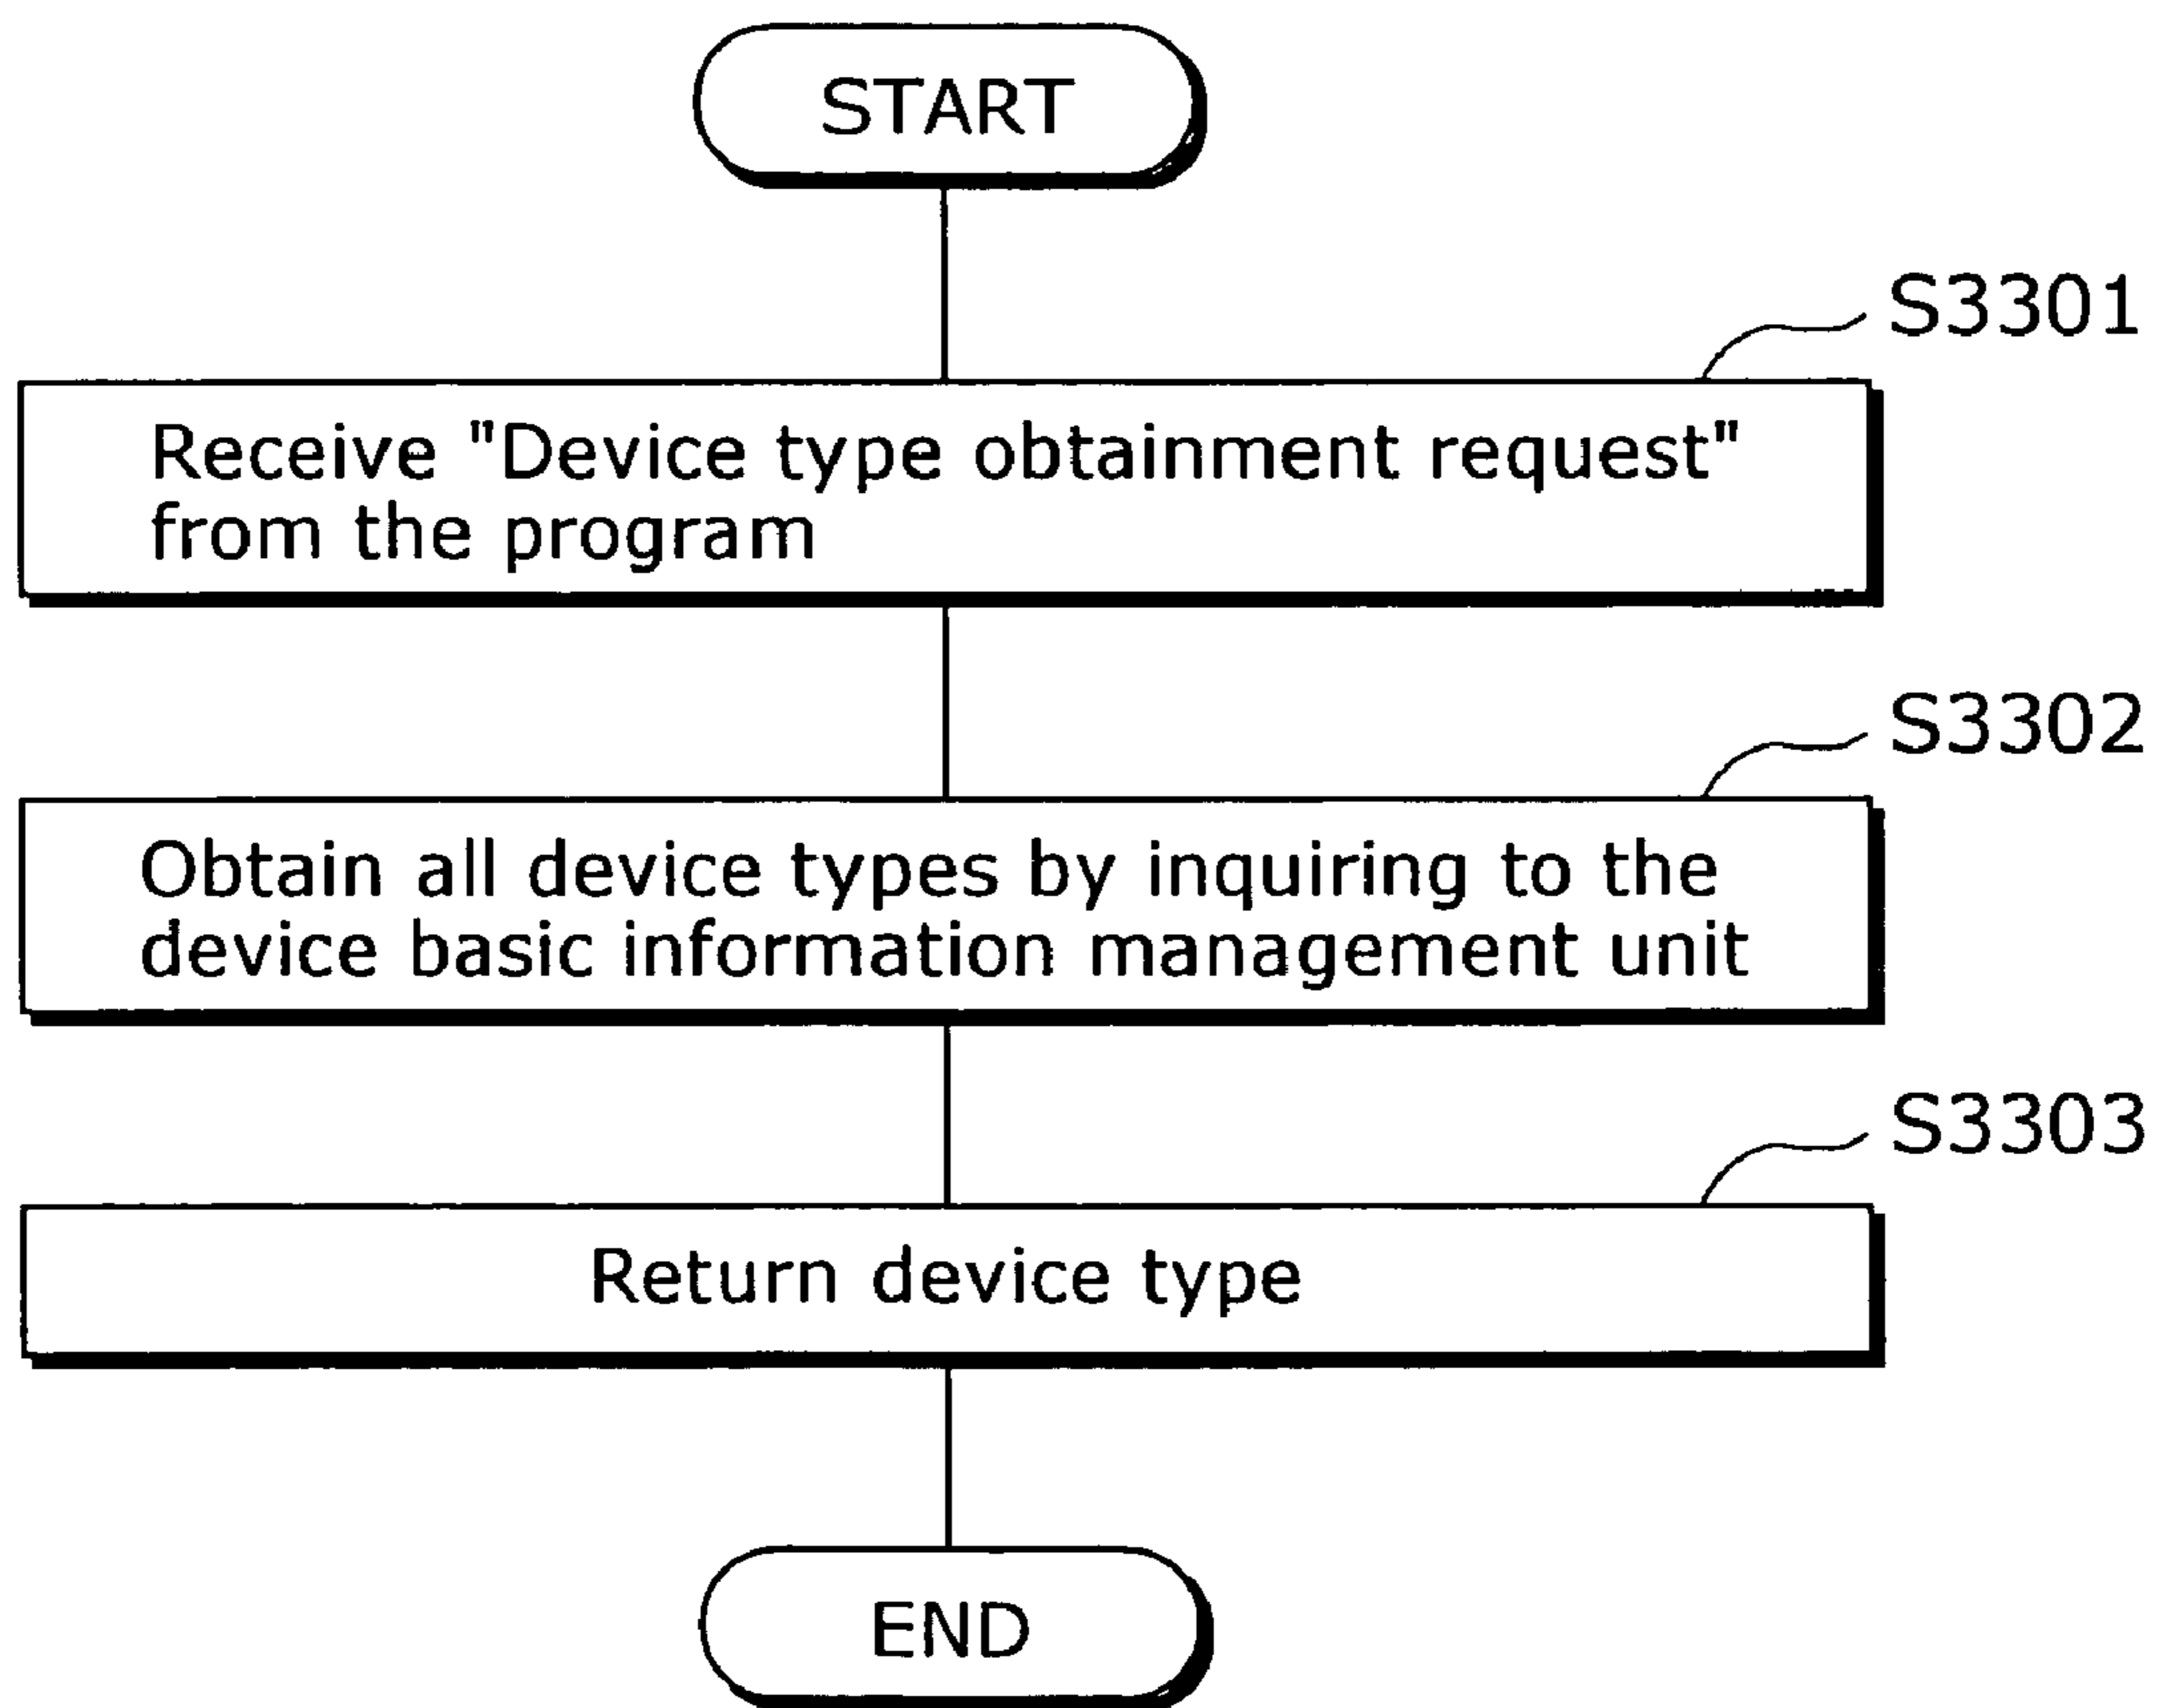 START
S3301
Receive "Device type obtainment request"
from the program
S3302
Obtain all device types by inquiring to the
device basic information management unit
S3303
Return device type
END